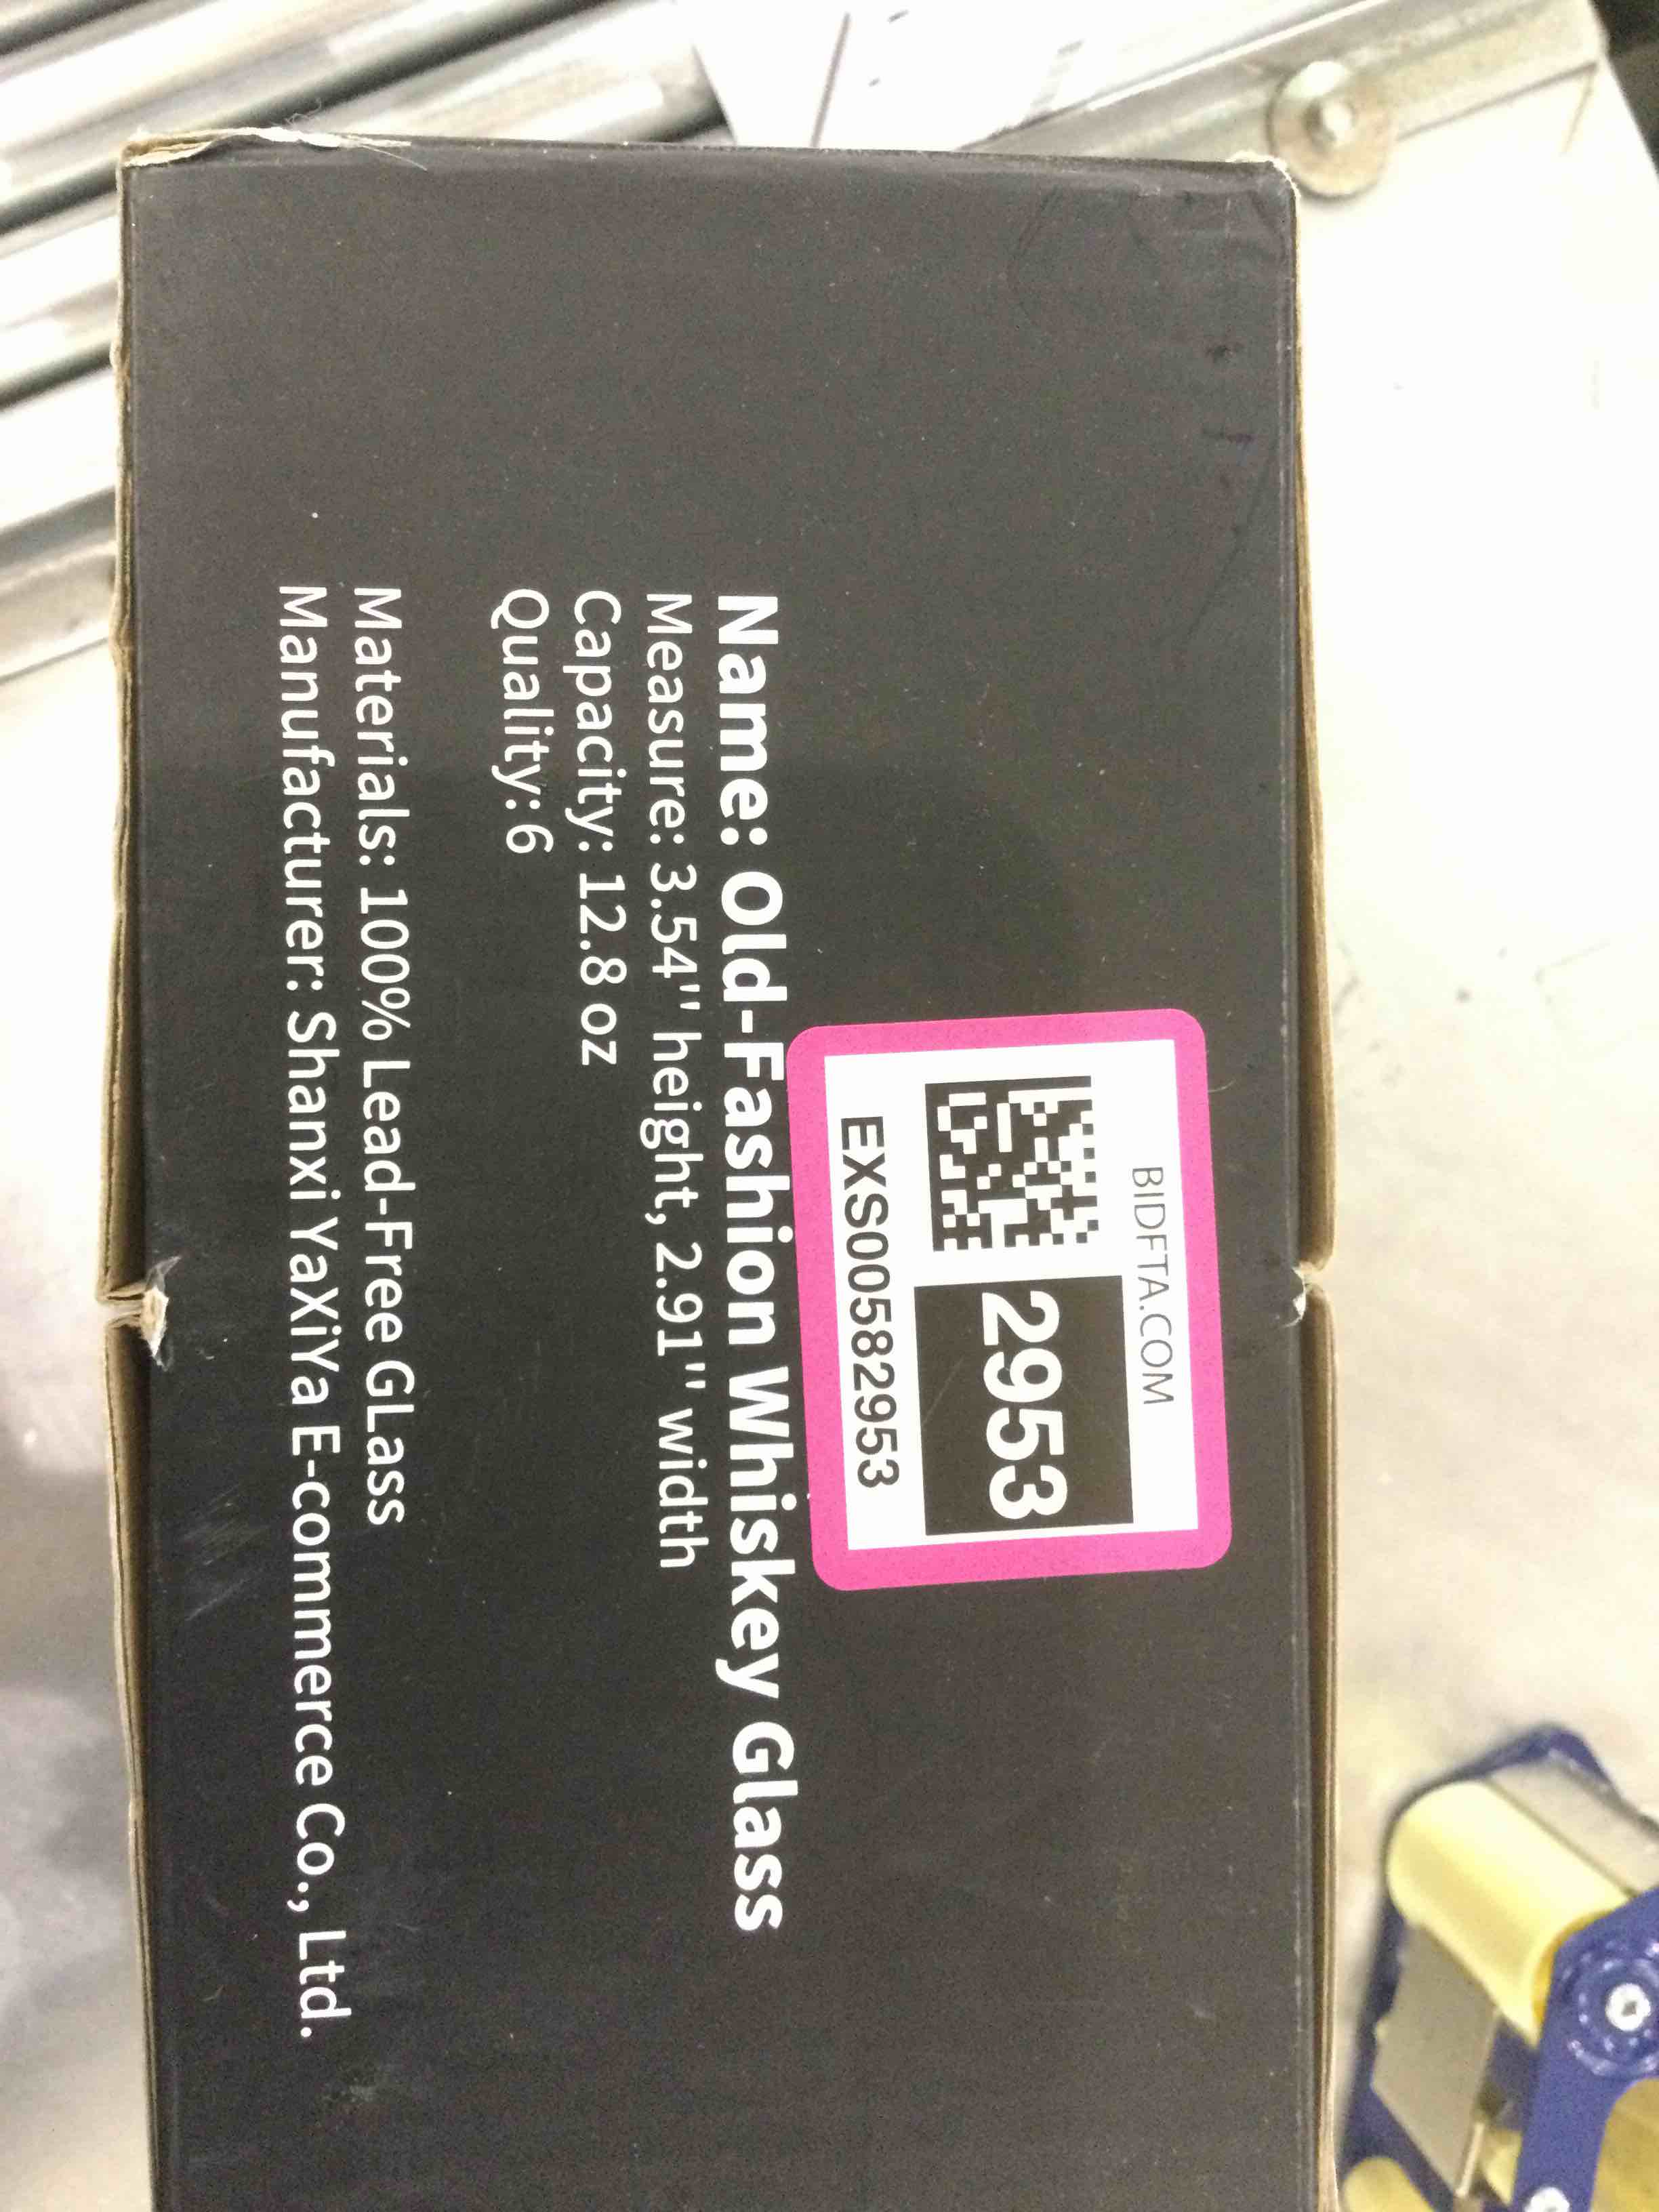 BIDFTA.COM
2953
EXS00582953
Name: Old-Fashion Whiskey Glass
Measure: 3.54'' height, 2.91'' width
Capacity: 12.8 oz
Quality: 6
Materials: 100% Lead-Free GLass
Manufacturer: Shanxi YaXiYa E-commerce Co., Ltd.